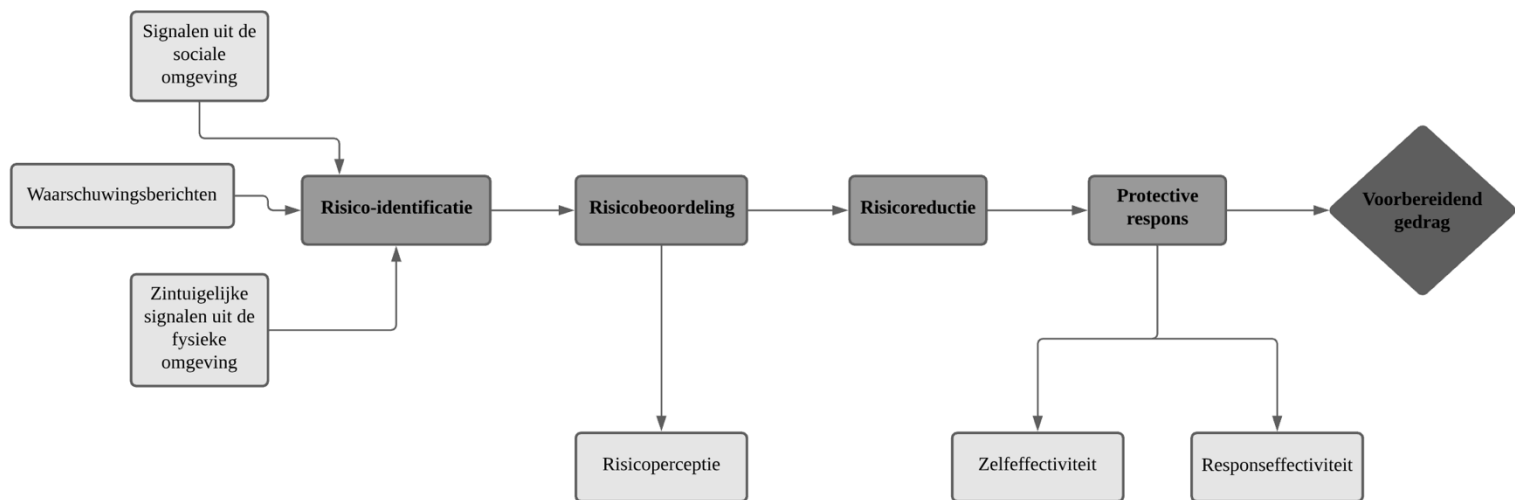 Signalen uit de
sociale
omgeving
Waarschuwingsberichten
Zintuigelijke
signalen uit de
fysieke
omgeving
Risico-identificatie
Risicobeoordeling
Risicoreductie
Protective
respons
Voorbereidend
gedrag
Risicoperceptie
Zelfeffectiviteit
Responseffectiviteit